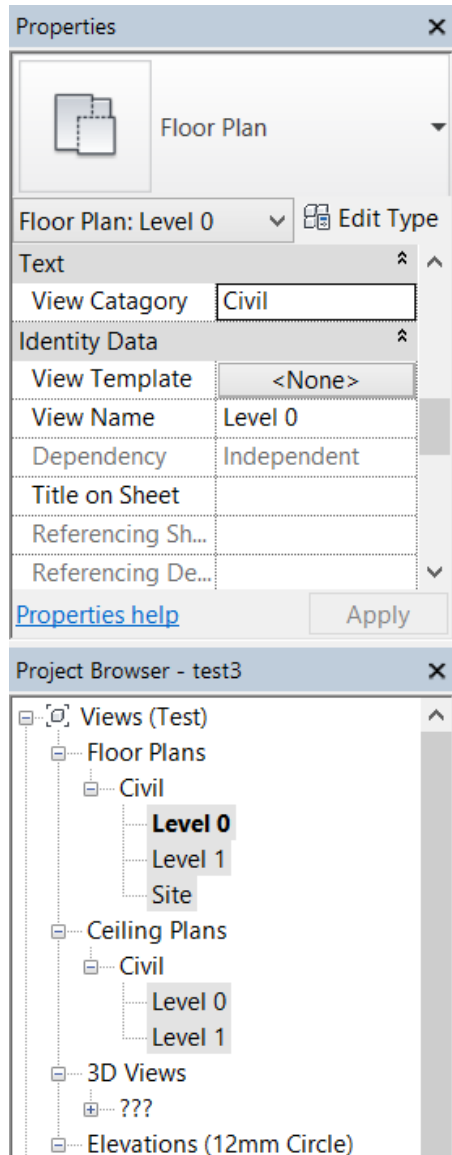 Properties
Floor Plan
Floor Plan: Level 0 Edit Type
Text
View Catagory Civil
Identity Data
View Template <None>
View Name Level 0
Dependency Independent
Title on Sheet
Referencing Sh...
Referencing De...
Properties help Apply
Project Browser - test3
Views (Test)
Floor Plans
Civil
Level 0
Level 1
Site
Ceiling Plans
Civil
Level 0
Level 1
3D Views
???
Elevations (12mm Circle)